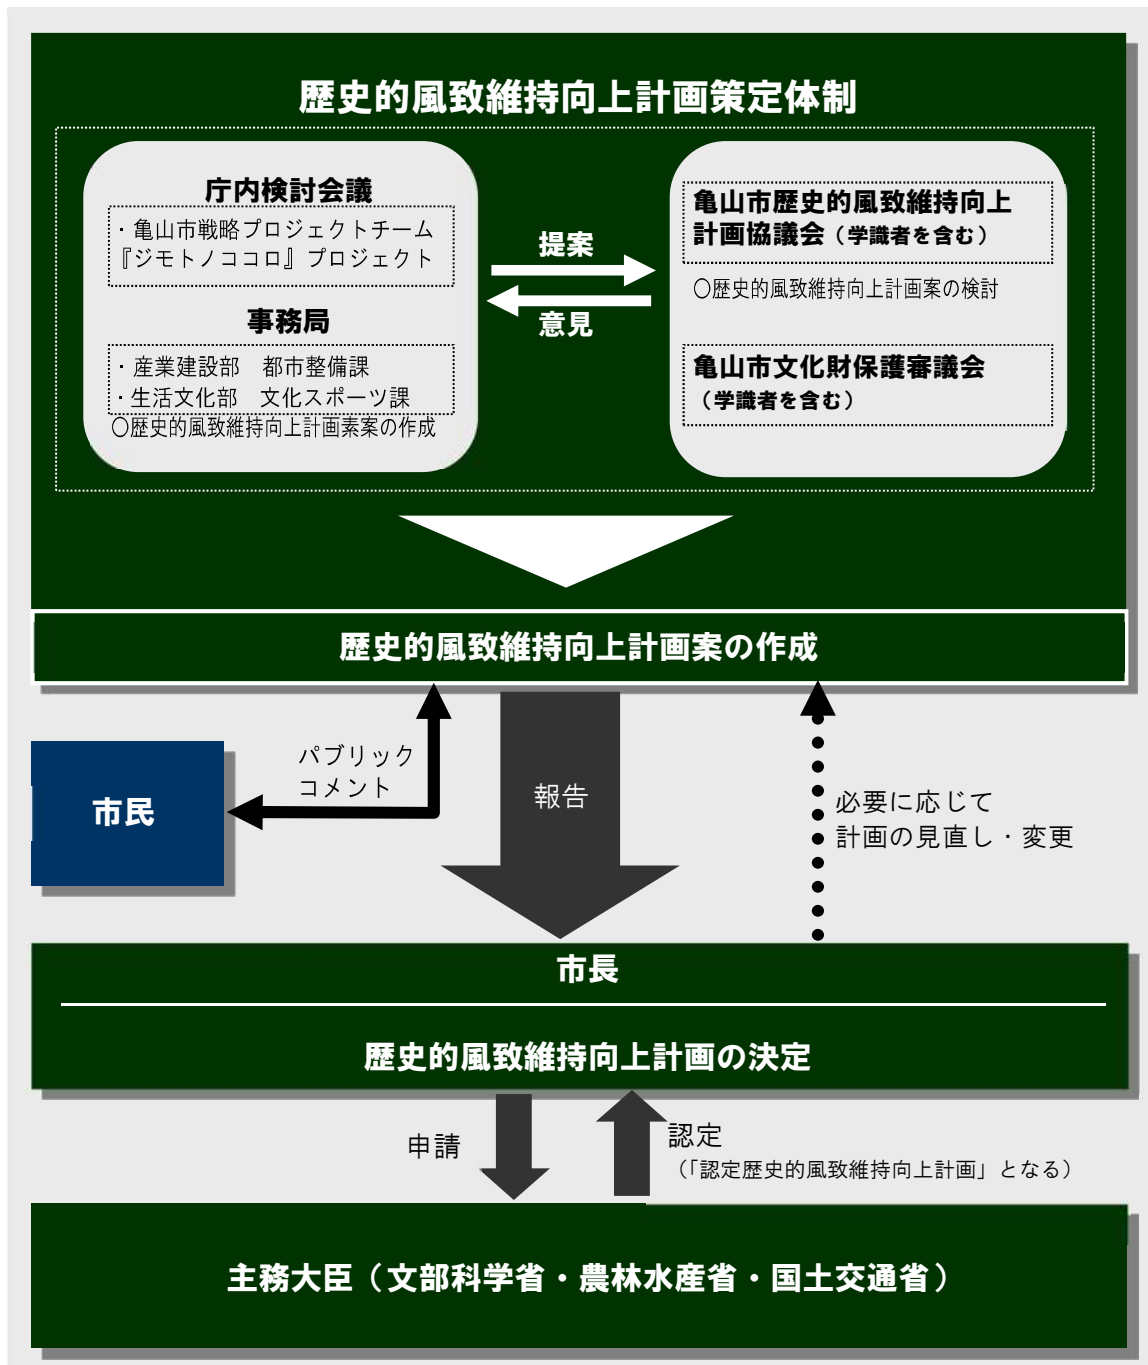 歴史的風致維持向上計画策定体制
庁内検討会議
・亀山市戦略プロジェクトチーム
『ジモトノココロ』プロジェクト
事務局
・産業建設部　都市整備課
・生活文化部　文化スポーツ課
〇歴史的風致維持向上計画素案の作成
提案
意見
亀山市歴史的風致維持向上
計画協議会（学識者を含む）
〇歴史的風致維持向上計画案の検討
亀山市文化財保護審議会
（学識者を含む）
歴史的風致維持向上計画案の作成
パブリック
コメント
市民
報告
必要に応じて
計画の見直し・変更
市長
歴史的風致維持向上計画の決定
申請
認定
（「認定歴史的風致維持向上計画」となる）
主務大臣（文部科学省・農林水産省・国土交通省）